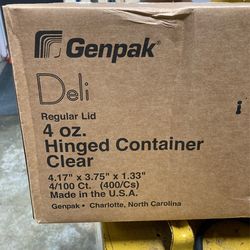 Genpak®
Deli
Regular Lid
4 oz.
Hinged Container
Clear
4.17" x 3.75" x 1.33"
4/100 Ct. (400/Cs)
Made in the U.S.A.
Genpak • Charlotte, North Carolina